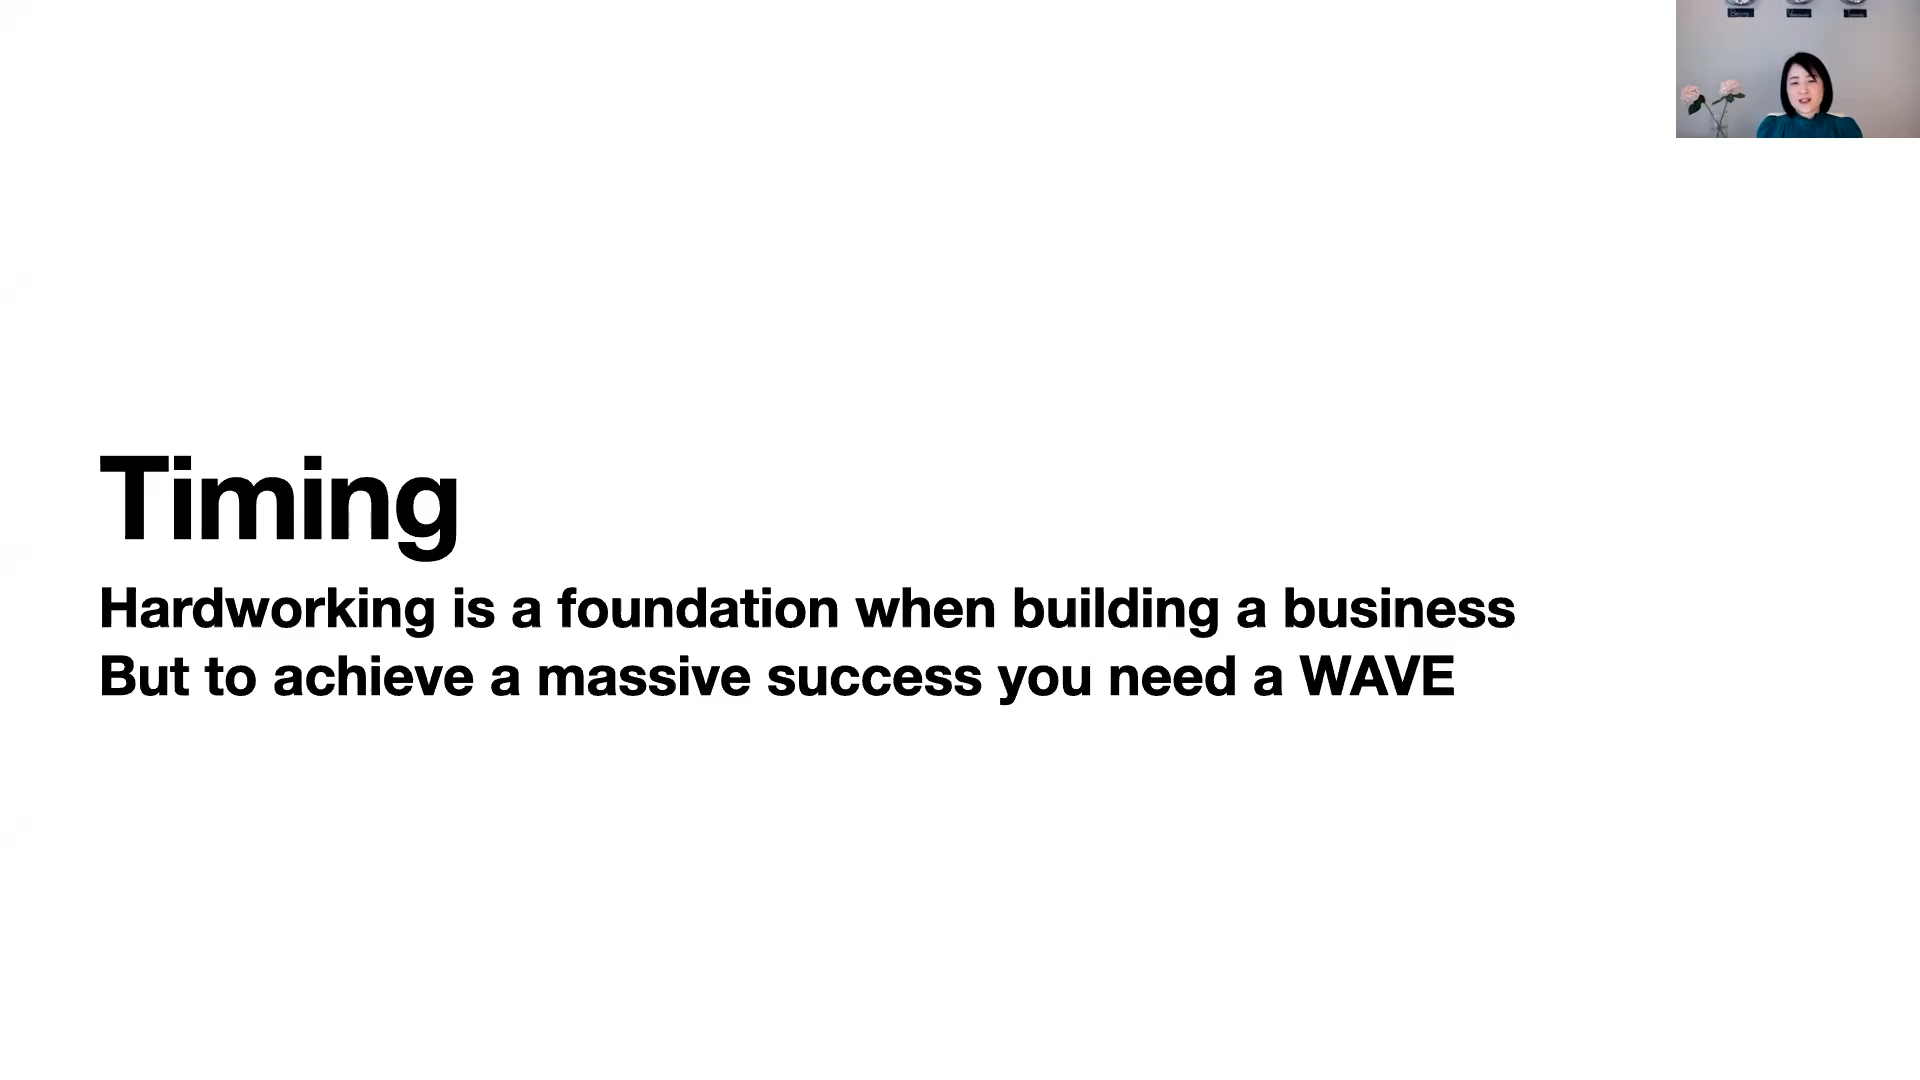 Timing
Hardworking is a foundation when building a business
But to achieve a massive success you need a WAVE